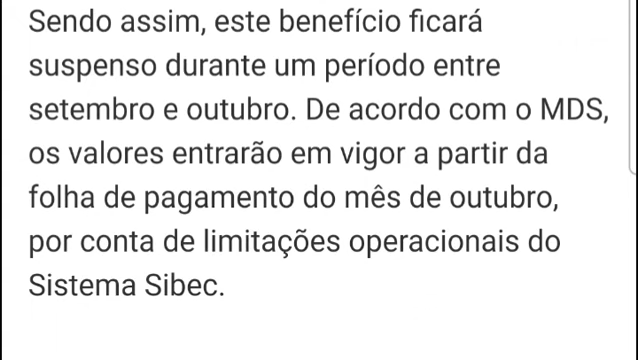 Sendo assim, este benefício ficará
suspenso durante um período entre
setembro e outubro. De acordo com o MDS,
os valores entrarão em vigor a partir da
folha de pagamento do mês de outubro,
por conta de limitações operacionais do
Sistema Sibec.